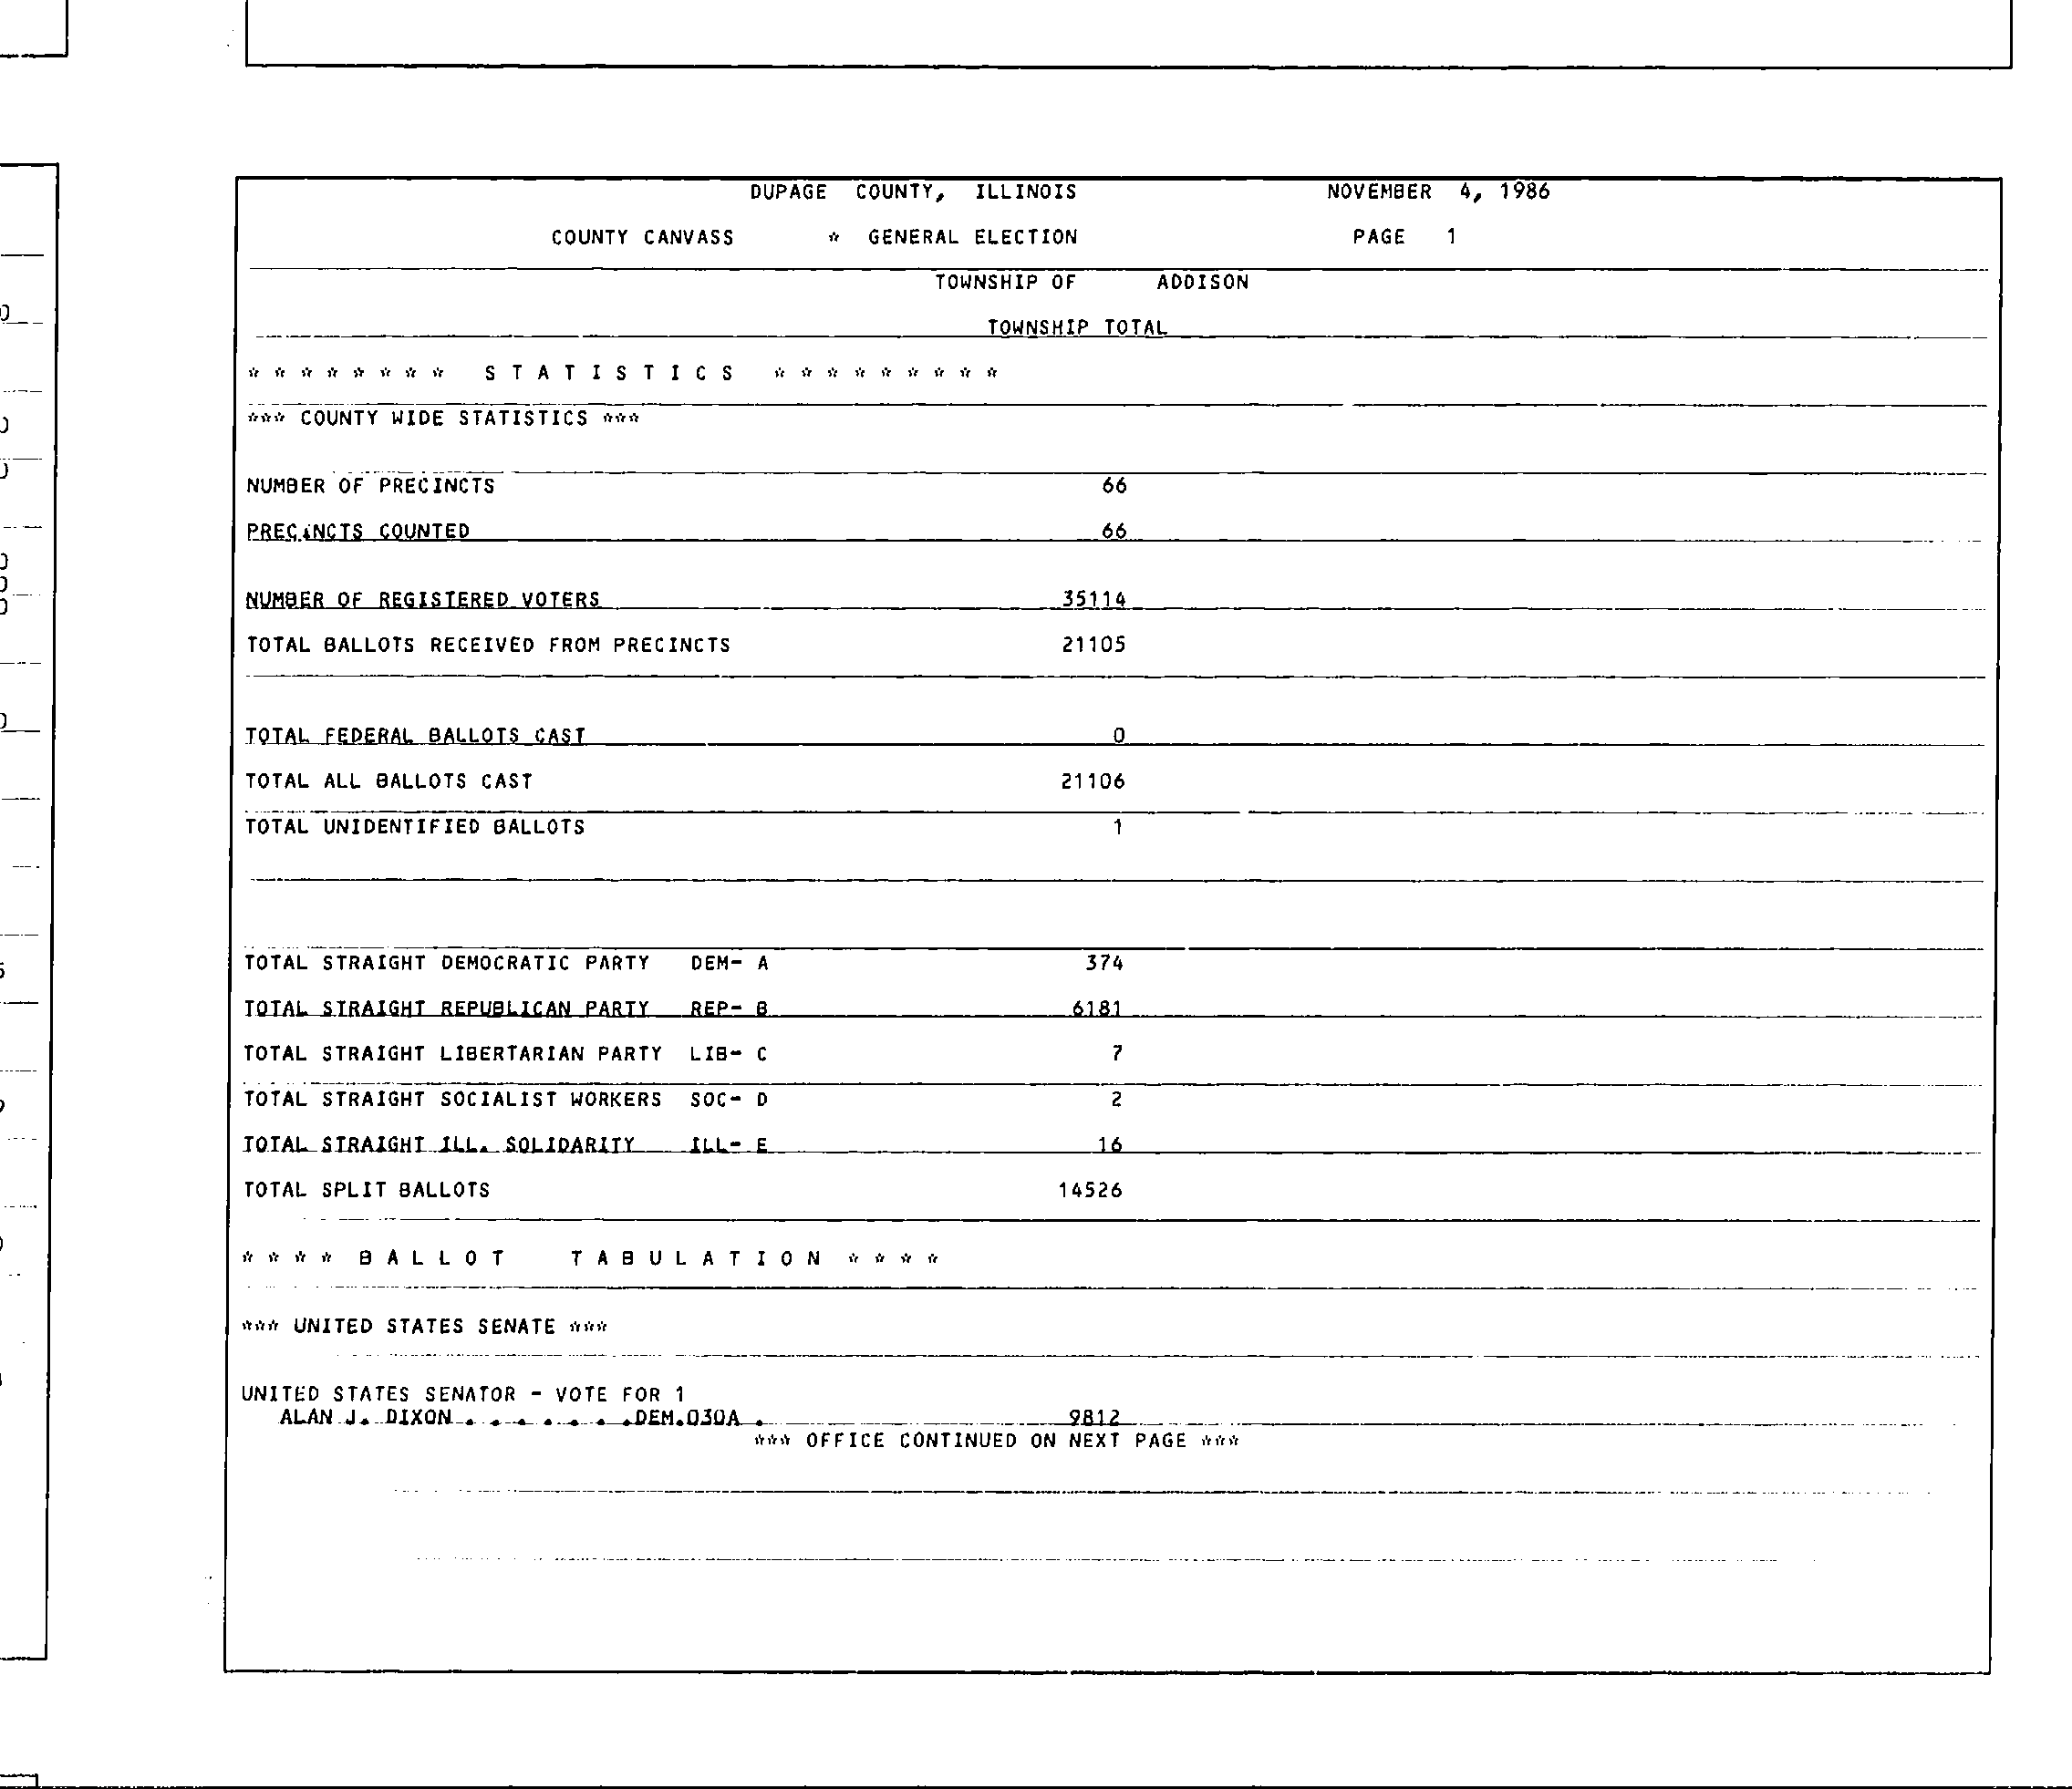 DUPAGE COUNTY, ILLINOIS NOVEMBER 4, 1986
COUNTY CANVASS * GENERAL ELECTION PAGE 1
TOWNSHIP OF ADDISON
TOWNSHIP TOTAL
* * * * * * * * S T A T I S T I C S * * * * * * * * *
*** COUNTY WIDE STATISTICS ***
NUMBER OF PRECINCTS 66
PRECINCTS COUNTED 66
NUMBER OF REGISTERED VOTERS 35114
TOTAL BALLOTS RECEIVED FROM PRECINCTS 21105
TOTAL FEDERAL BALLOTS CAST 0
TOTAL ALL BALLOTS CAST 21106
TOTAL UNIDENTIFIED BALLOTS 1
TOTAL STRAIGHT DEMOCRATIC PARTY DEM- A 374
TOTAL STRAIGHT REPUBLICAN PARTY REP- B 6181
TOTAL STRAIGHT LIBERTARIAN PARTY LIB- C 7
TOTAL STRAIGHT SOCIALIST WORKERS SOC- D 2
TOTAL STRAIGHT ILL. SOLIDARITY ILL- E 16
TOTAL SPLIT BALLOTS 14526
* * * * B A L L O T T A B U L A T I O N * * * *
*** UNITED STATES SENATE ***
UNITED STATES SENATOR - VOTE FOR 1
ALAN J. DIXON . . . . . . .DEM.030A . 9812
*** OFFICE CONTINUED ON NEXT PAGE ***